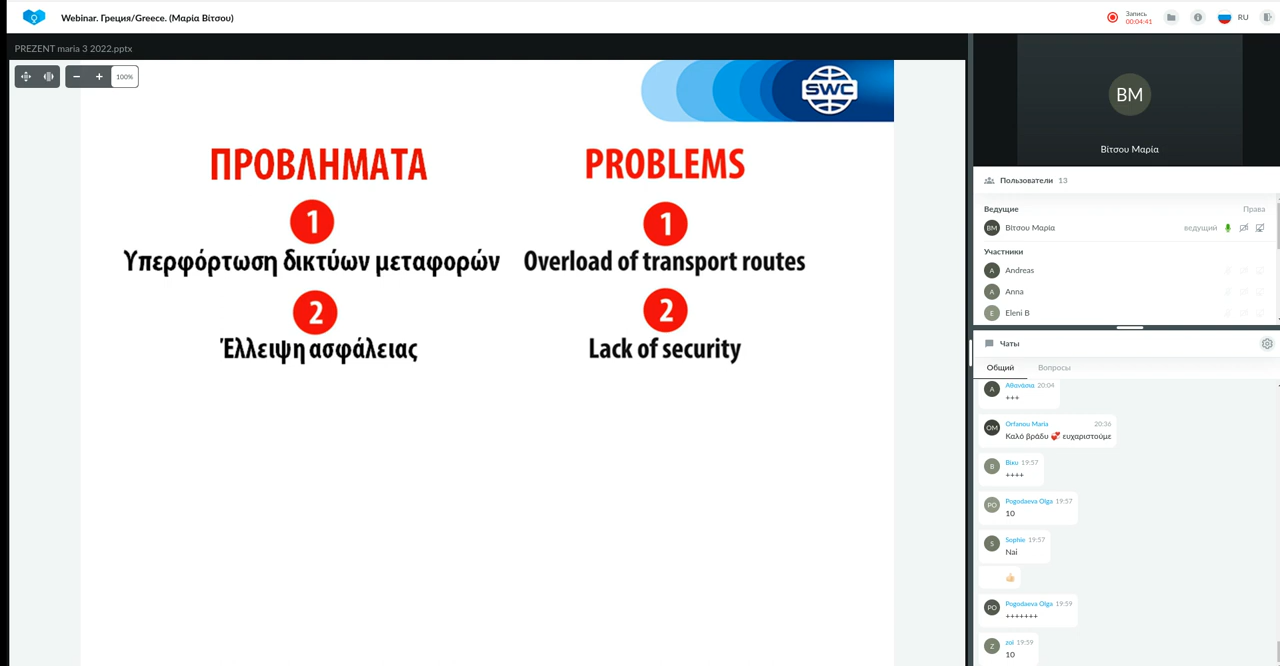 Webinar. Греция/Greece. (Μαρία Βίτσου)
Запись
00:04:41
RU
PREZENT maria 3 2022.pptx
100%
SWC
ΠΡΟΒΛΗΜΑΤΑ
PROBLEMS
1
1
Υπερφόρτωση δικτύων μεταφορών
Overload of transport routes
2
2
Έλλειψη ασφάλειας
Lack of security
BM
Βίτσου Μαρία
Пользователи 13
Ведущие
Права
BM
Βίτσου Μαρία
ведущий
Участники
A
Andreas
A
Anna
E
Eleni B
Чаты
Общий
Вопросы
A
Αθανάσια 20:04
+++
OM
Orfanou Maria 20:36
Καλό βράδυ 💞 ευχαριστούμε
B
Βίκυ 19:57
++++
PO
Pogodaeva Olga 19:57
10
S
Sophie 19:57
Nai
👍🏻
PO
Pogodaeva Olga 19:59
+++++++
Z
zoi 19:59
10